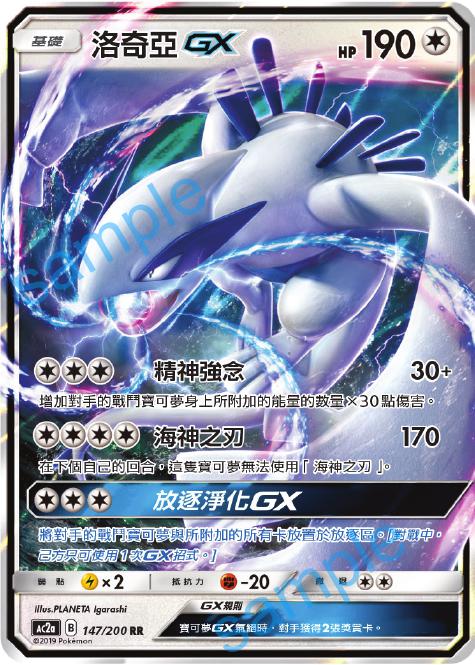 基礎 洛奇亞GX HP 190
sample
精神強念 30+
增加對手的戰鬥寶可夢身上所附加的能量的數量×30點傷害。
海神之刃 170
在下個自己的回合,這隻寶可夢無法使用「海神之刃」。
放逐淨化GX
將對手的戰鬥寶可夢與所附加的所有卡放置於放逐區。[對戰中,
己方只可使用1次GX招式。]
sample
弱點 ×2 抵抗力 -20 撤退
illus.PLANETA Igarashi
GX規則
AC2a B 147/200 RR
寶可夢GX氣絕時,對手獲得2張獎賞卡。
©2019 Pokémon